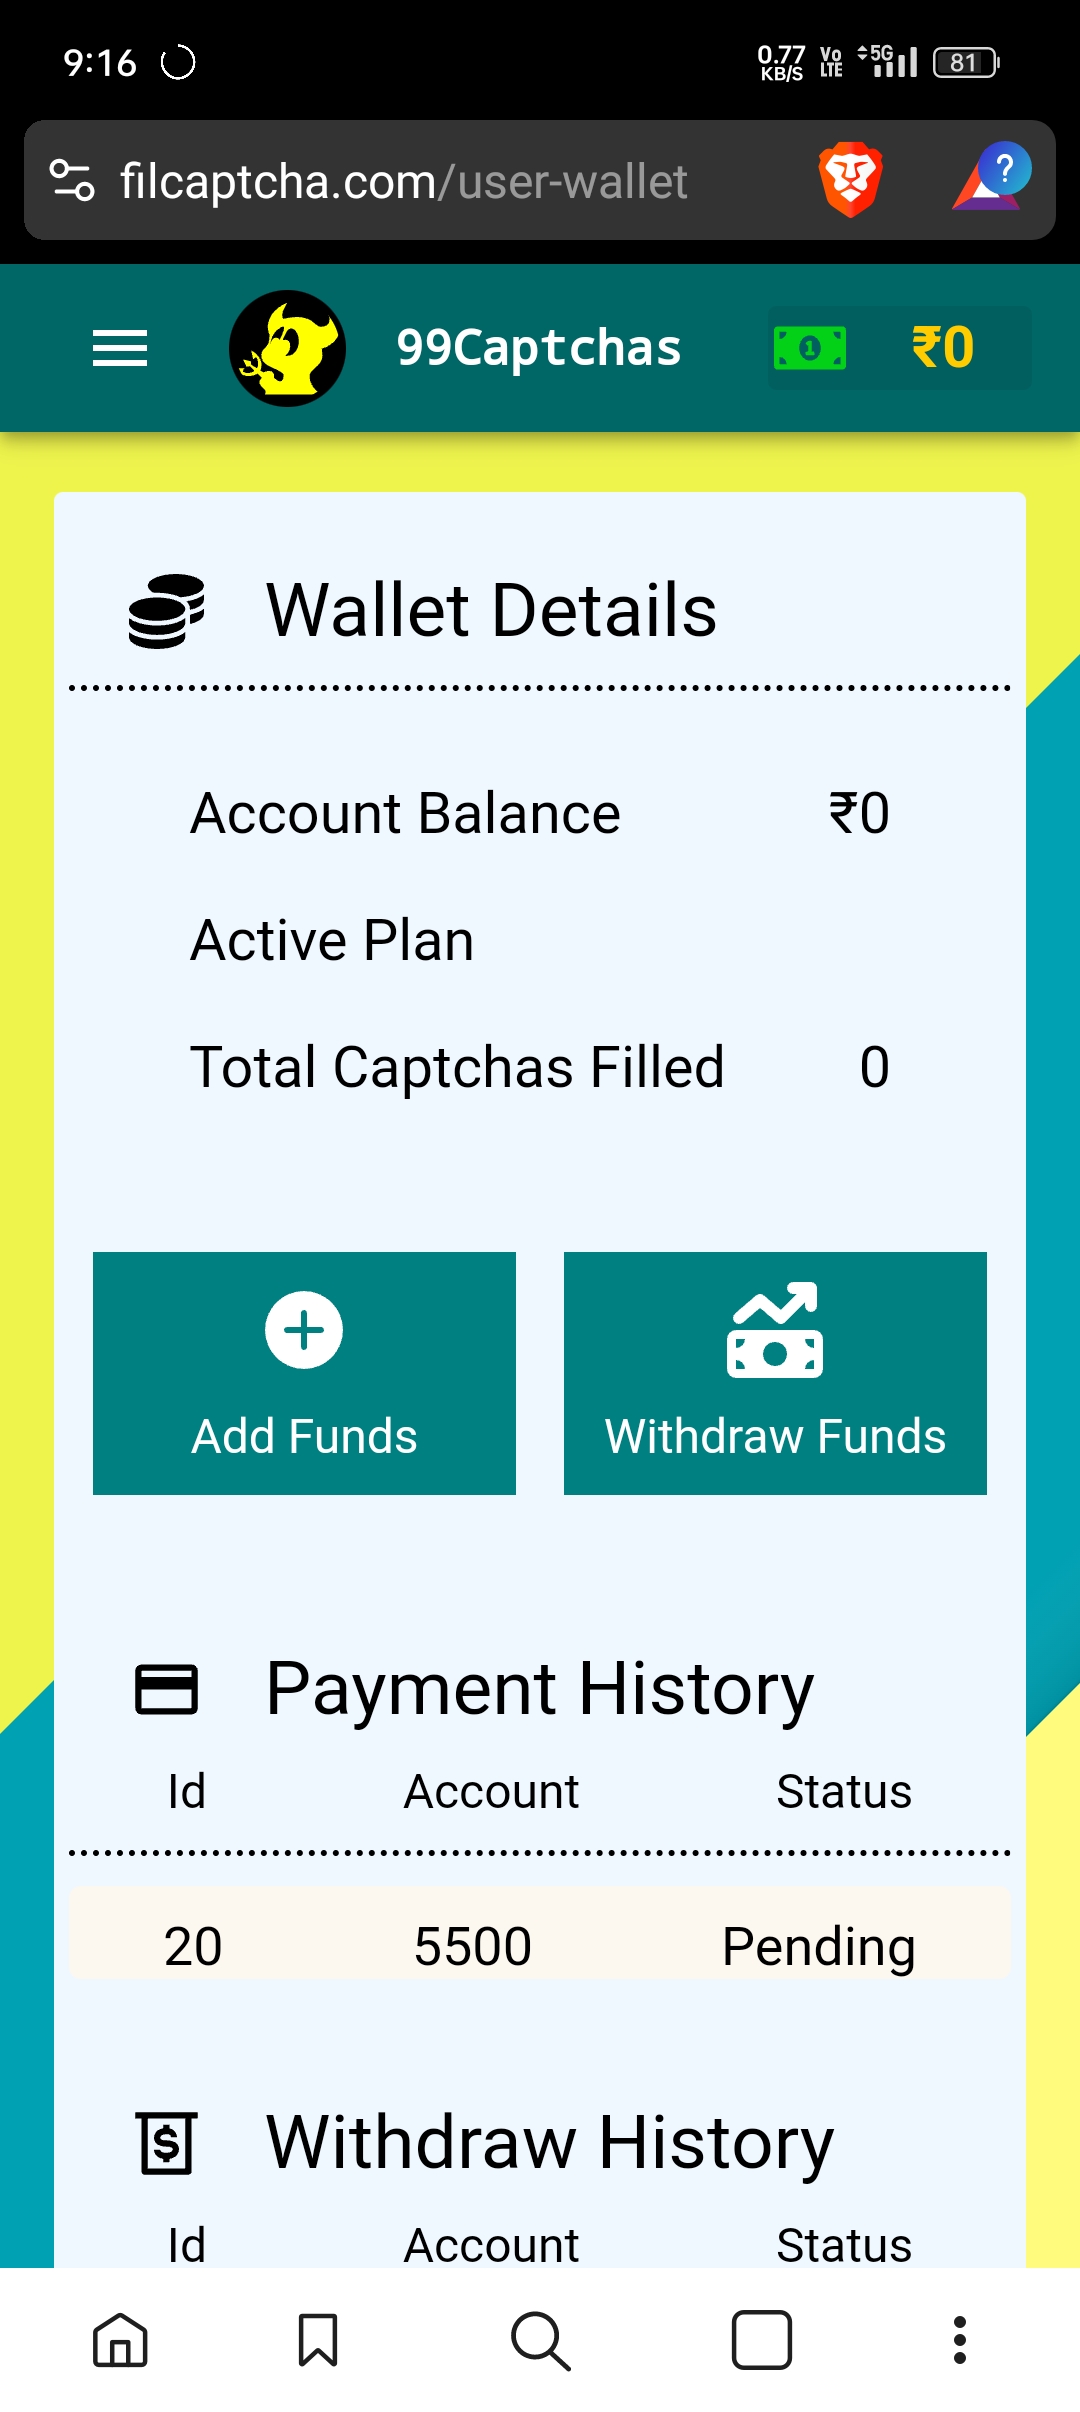 9:16
0.77 KB/S Vo LTE 5G 81
filcaptcha.com/user-wallet
?
99Captchas 1 ₹0
Wallet Details
Account Balance ₹0
Active Plan
Total Captchas Filled 0
Add Funds Withdraw Funds
Payment History
Id Account Status
20 5500 Pending
$ Withdraw History
Id Account Status